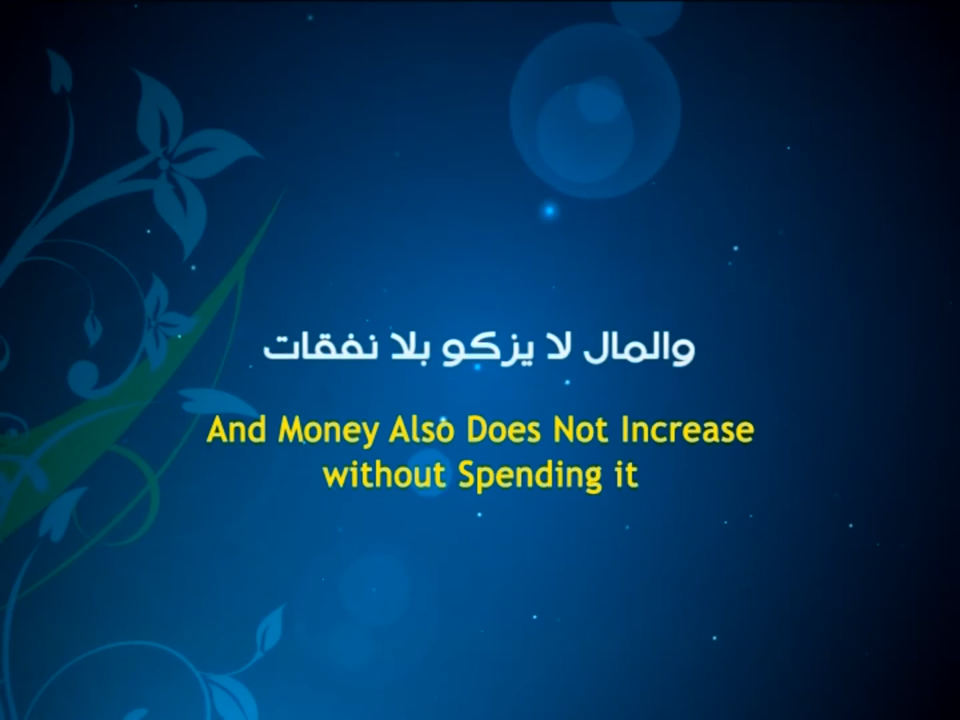 والمال لا يزكو بلا نفقات
And Money Also Does Not Increase
without Spending it